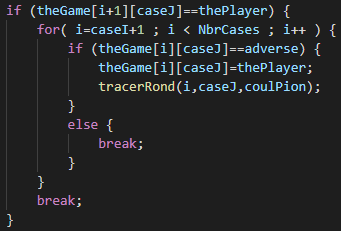 if (theGame[i+1][caseJ]==thePlayer) {
    for( i=caseI+1 ; i < NbrCases ; i++ ) {
        if (theGame[i][caseJ]==adverse) {
            theGame[i][caseJ]=thePlayer;
            tracerRond(i,caseJ,coulPion);
        }
        else {
            break;
        }
    }
    break;
}